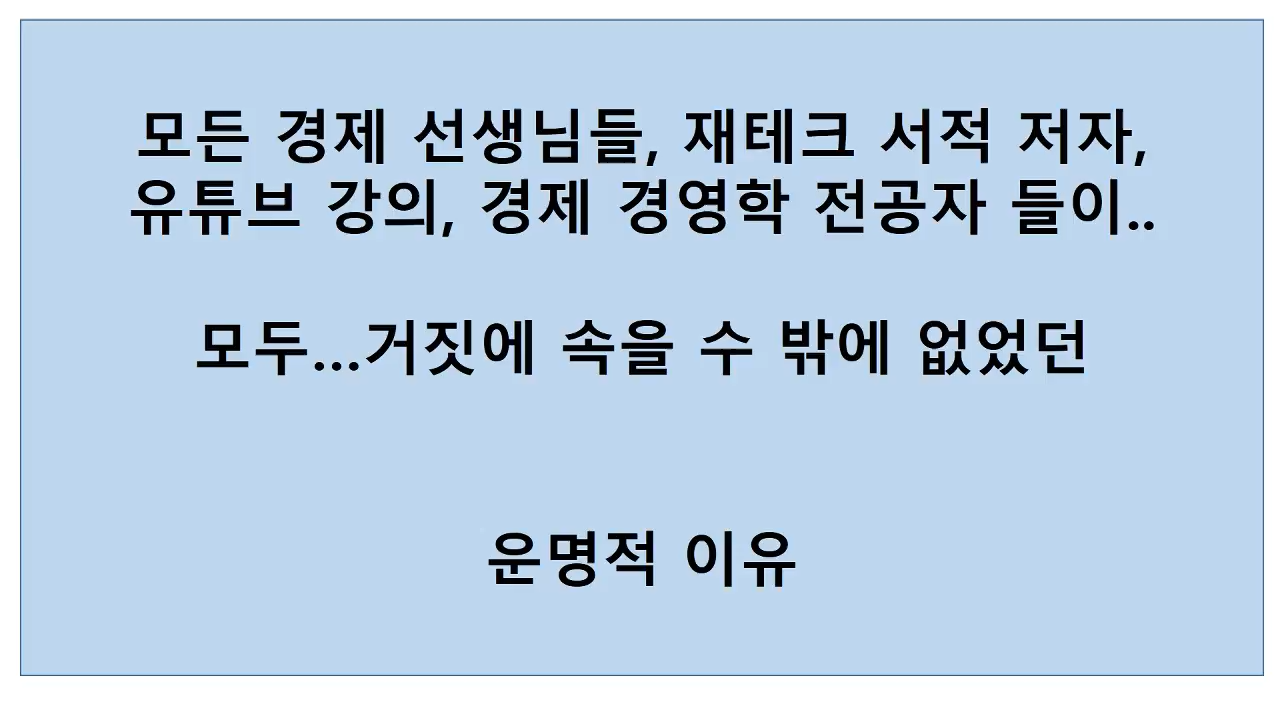 모든 경제 선생님들, 재테크 서적 저자,
유튜브 강의, 경제 경영학 전공자 들이..
모두...거짓에 속을 수 밖에 없었던
운명적 이유